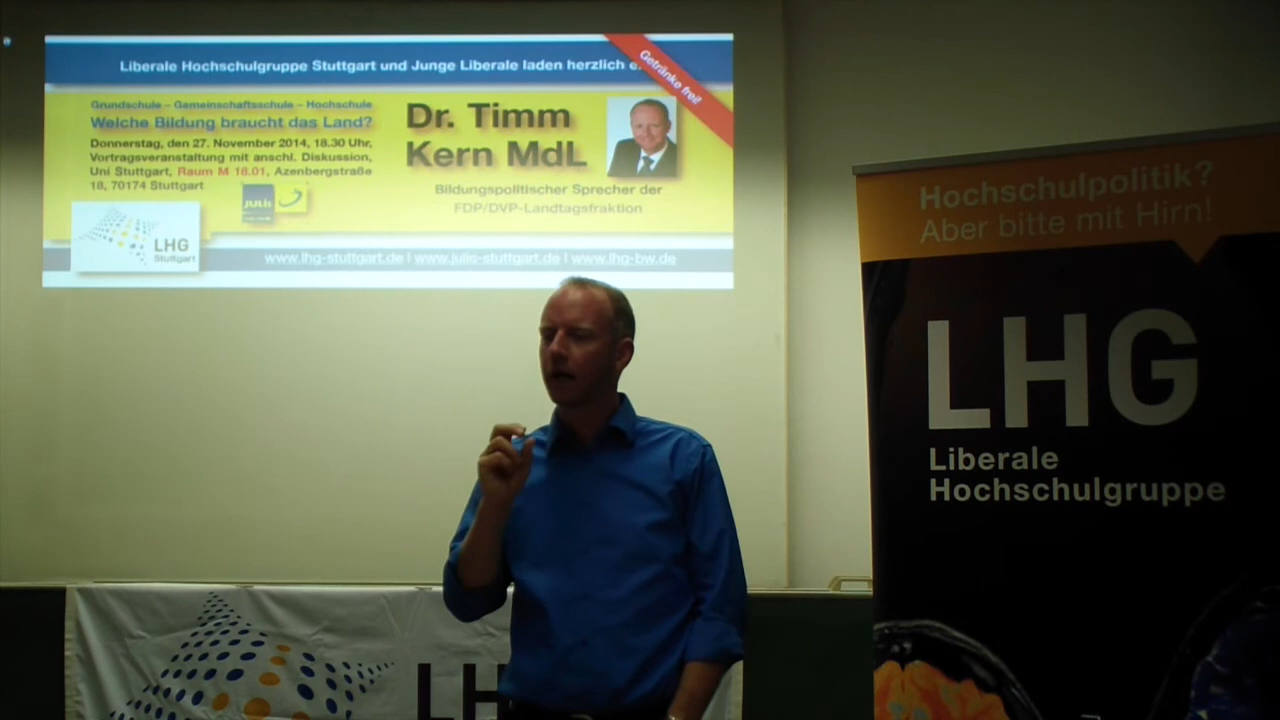 Liberale Hochschulgruppe Stuttgart und Junge Liberale laden herzlich
Getränke frei!
Grundschule – Gemeinschaftsschule – Hochschule
Welche Bildung braucht das Land?
Donnerstag, den 27. November 2014, 18.30 Uhr,
Vortragsveranstaltung mit anschl. Diskussion,
Uni Stuttgart, Raum M 18.01, Azenbergstraße
18, 70174 Stuttgart
Dr. Timm
Kern MdL
Bildungspolitischer Sprecher der
FDP/DVP-Landtagsfraktion
JULIS
LHG
Stuttgart
www.lhg-stuttgart.de | www.julis-stuttgart.de | www.lhg-bw.de
Hochschulpolitik?
Aber bitte mit Hirn!
LHG
Liberale
Hochschulgruppe
LH